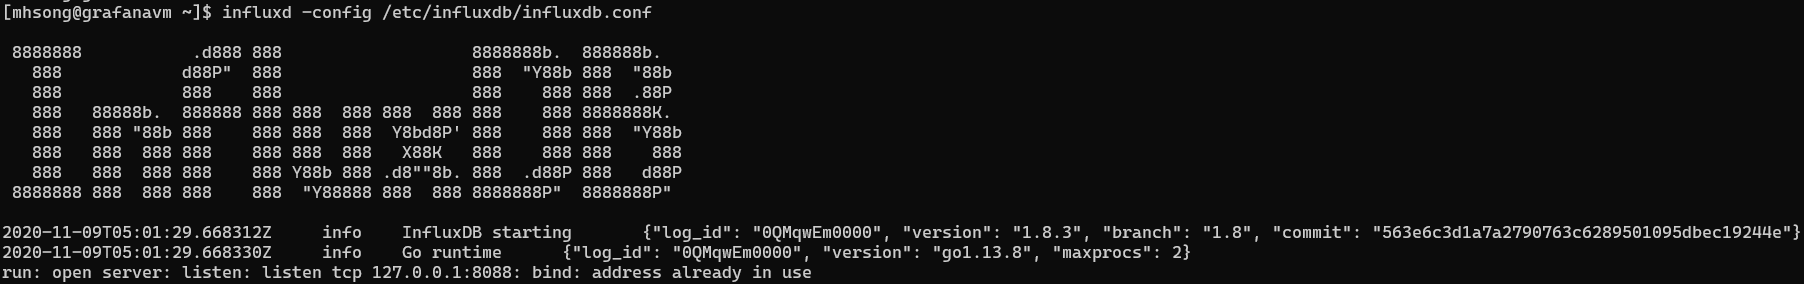 [mhsong@grafanavm ~]$ influxd -config /etc/influxdb/influxdb.conf

 8888888           .d888 888                   8888888b.  888888b.
   888            d88P"  888                   888  "Y88b 888  "88b
   888            888    888                   888    888 888  .88P
   888   88888b.  888888 888 888  888 888  888 888    888 8888888K.
   888   888 "88b 888    888 888  888  Y8bd8P' 888    888 888  "Y88b
   888   888  888 888    888 888  888   X88K   888    888 888    888
   888   888  888 888    888 Y88b 888 .d8""8b. 888  .d88P 888   d88P
 8888888 888  888 888    888  "Y88888 888  888 8888888P"  8888888P"

2020-11-09T05:01:29.668312Z     info    InfluxDB starting       {"log_id": "0QMqwEm0000", "version": "1.8.3", "branch": "1.8", "commit": "563e6c3d1a7a2790763c6289501095dbec19244e"}
2020-11-09T05:01:29.668330Z     info    Go runtime      {"log_id": "0QMqwEm0000", "version": "go1.13.8", "maxprocs": 2}
run: open server: listen: listen tcp 127.0.0.1:8088: bind: address already in use